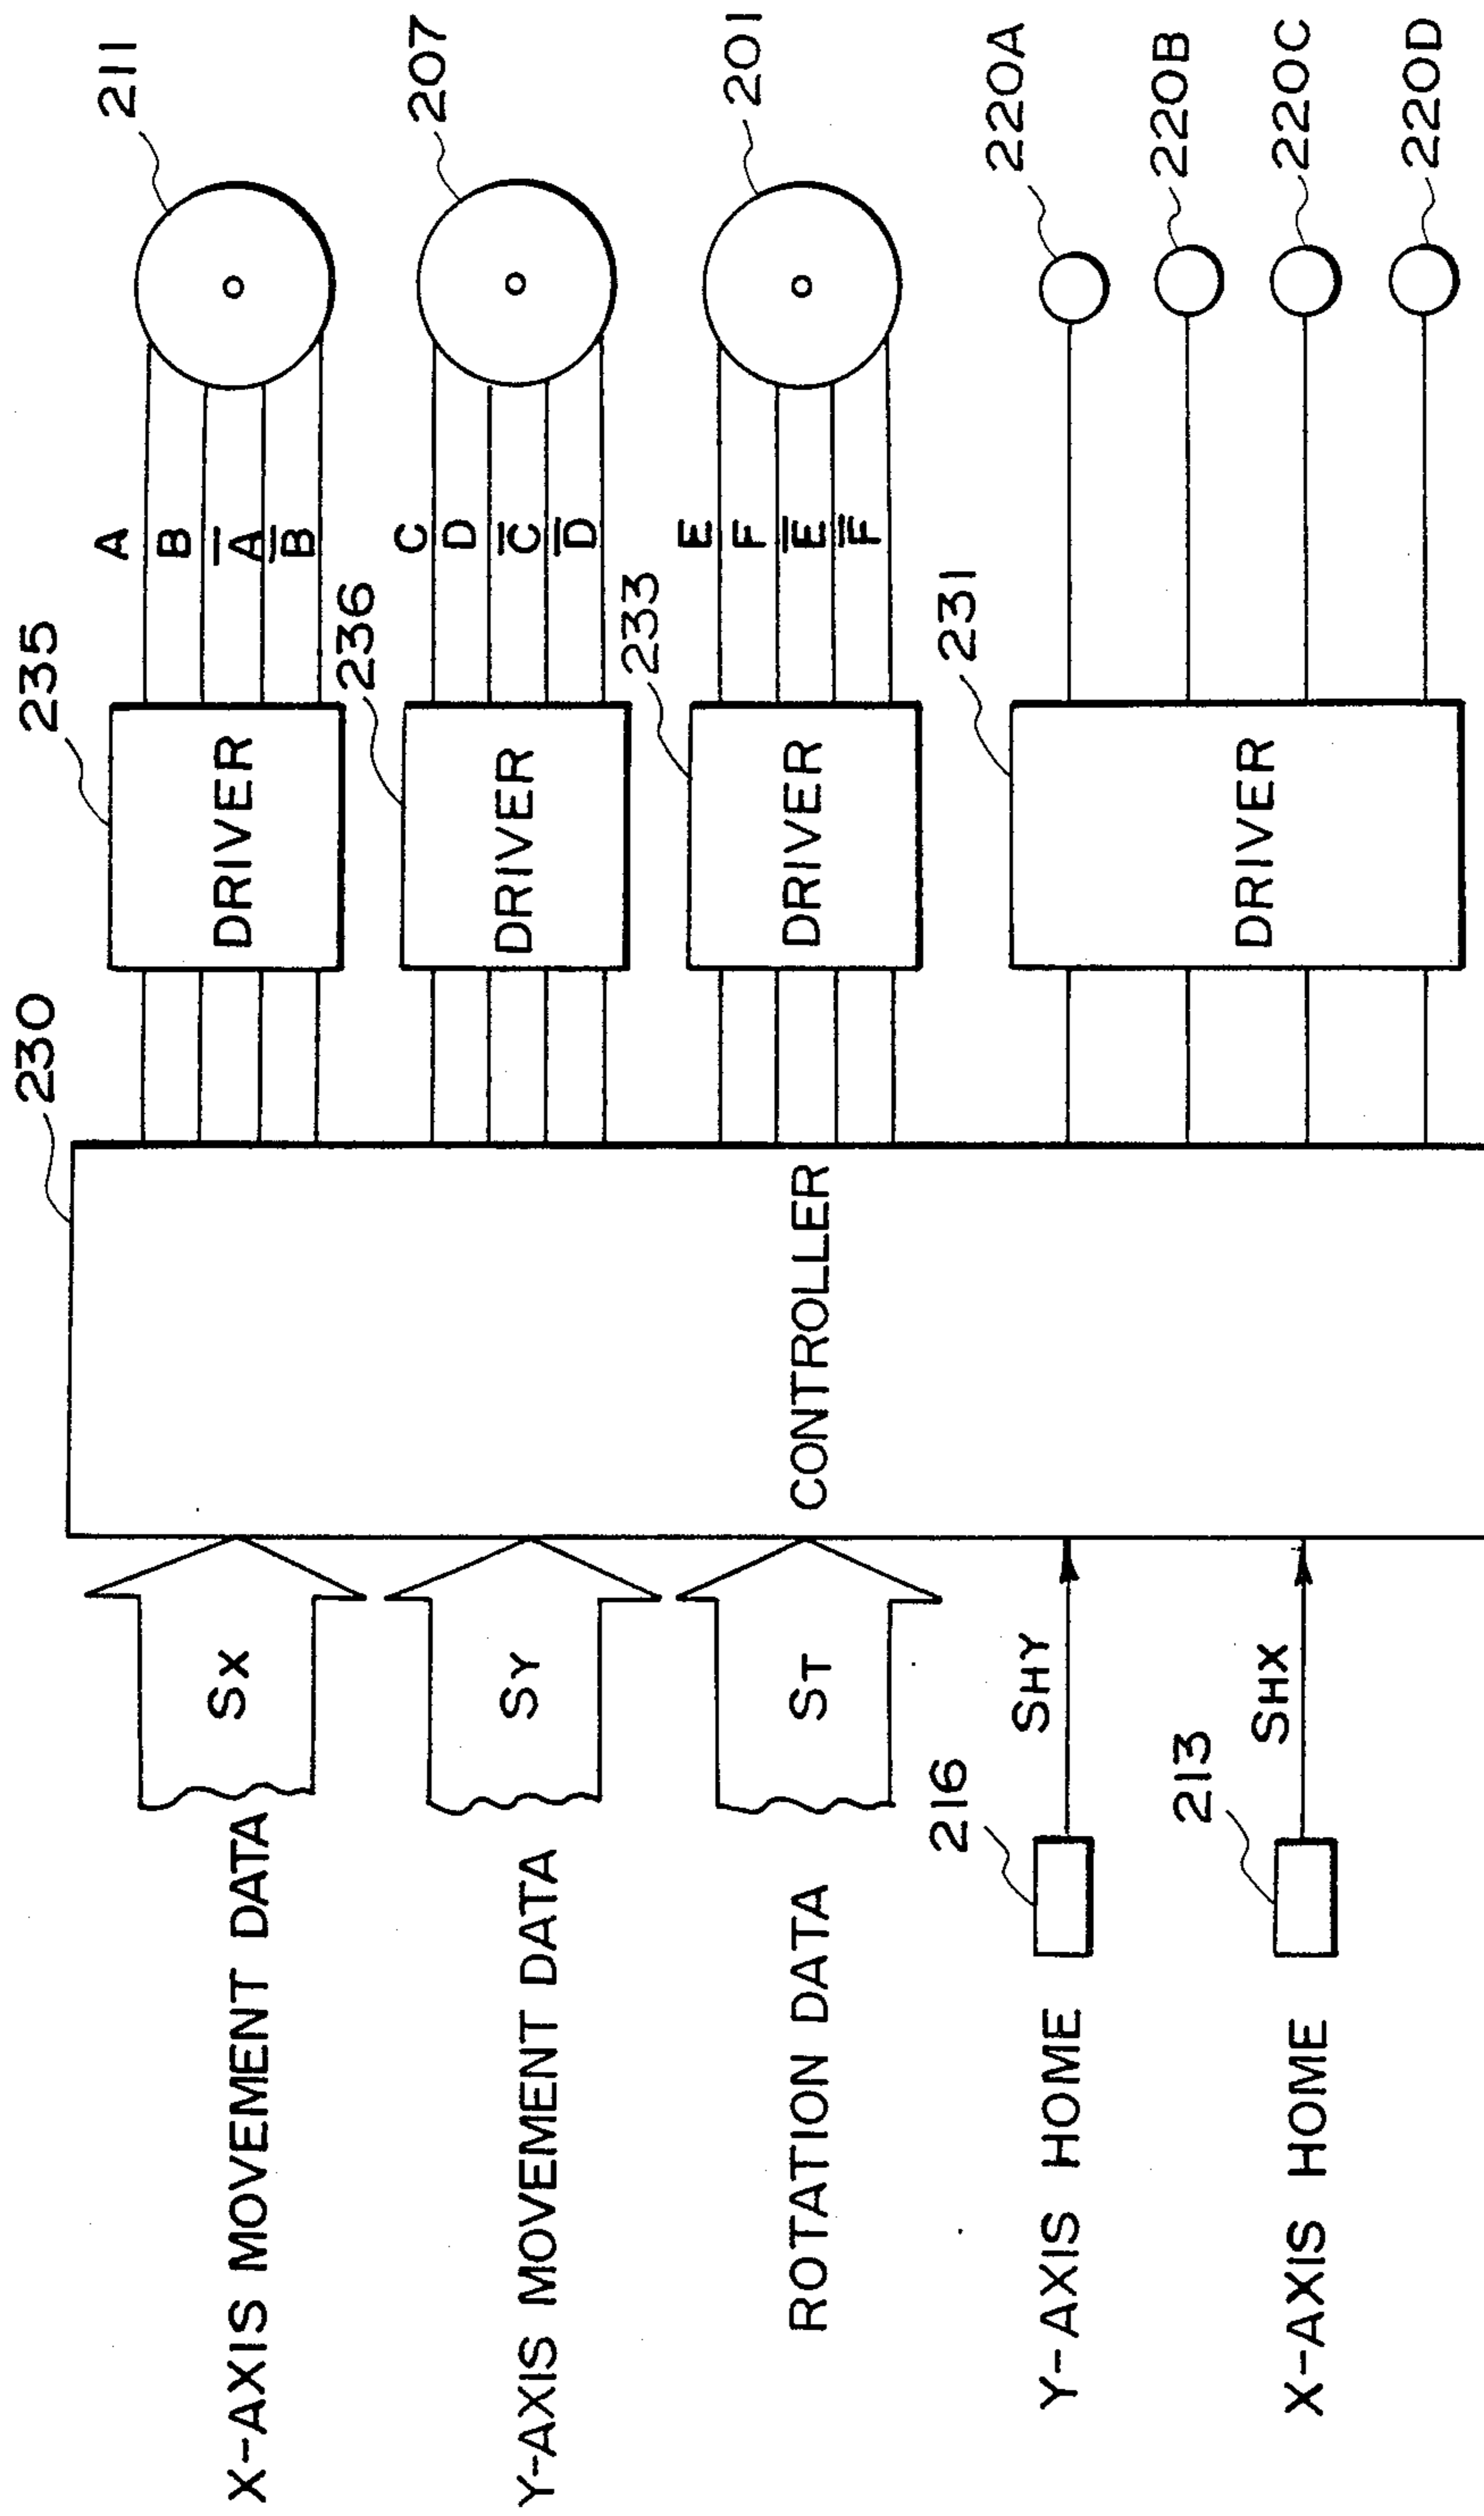 X-AXIS MOVEMENT DATA
SX
Y-AXIS MOVEMENT DATA
SY
ROTATION DATA
ST
Y-AXIS HOME
216
SHY
X-AXIS HOME
213
SHX
230
CONTROLLER
235
DRIVER
A
B
A̅
B̅
211
236
DRIVER
C
D
C̅
D̅
207
233
DRIVER
E
F
E̅
F̅
201
231
DRIVER
220A
220B
220C
220D